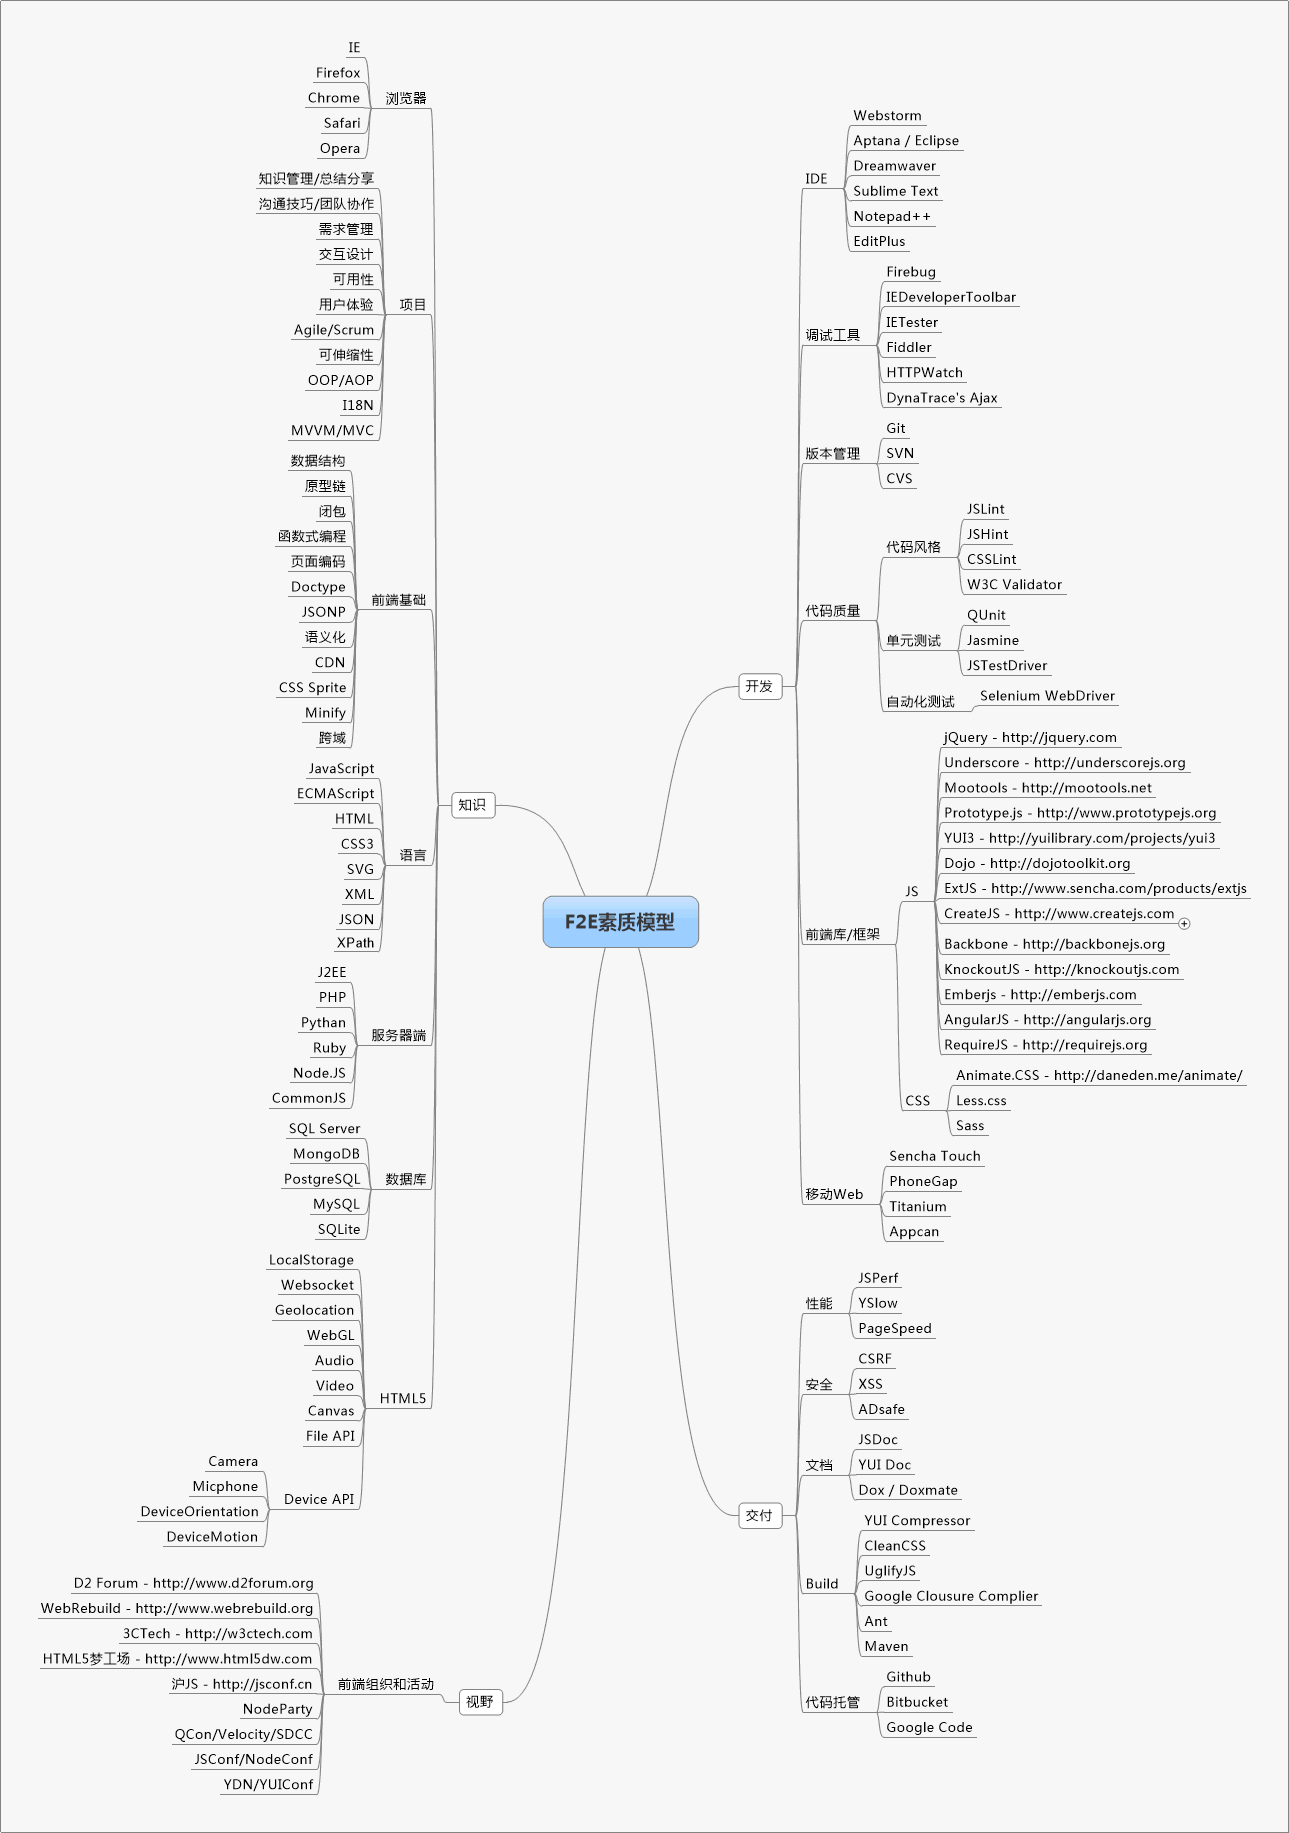 F2E素质模型
开发
IDE
Webstorm
Aptana / Eclipse
Dreamwaver
Sublime Text
Notepad++
EditPlus
调试工具
Firebug
IEDeveloperToolbar
IETester
Fiddler
HTTPWatch
DynaTrace's Ajax
版本管理
Git
SVN
CVS
代码质量
代码风格
JSLint
JSHint
CSSLint
W3C Validator
单元测试
QUnit
Jasmine
JSTestDriver
自动化测试
Selenium WebDriver
前端库/框架
JS
jQuery - http://jquery.com
Underscore - http://underscorejs.org
Mootools - http://mootools.net
Prototype.js - http://www.prototypejs.org
YUI3 - http://yuilibrary.com/projects/yui3
Dojo - http://dojotoolkit.org
ExtJS - http://www.sencha.com/products/extjs
CreateJS - http://www.createjs.com
Backbone - http://backbonejs.org
KnockoutJS - http://knockoutjs.com
Emberjs - http://emberjs.com
AngularJS - http://angularjs.org
RequireJS - http://requirejs.org
CSS
Animate.CSS - http://daneden.me/animate/
Less.css
Sass
移动Web
Sencha Touch
PhoneGap
Titanium
Appcan
交付
性能
JSPerf
YSlow
PageSpeed
安全
CSRF
XSS
ADsafe
文档
JSDoc
YUI Doc
Dox / Doxmate
Build
YUI Compressor
CleanCSS
UglifyJS
Google Clousure Complier
Ant
Maven
代码托管
Github
Bitbucket
Google Code
知识
浏览器
IE
Firefox
Chrome
Safari
Opera
项目
知识管理/总结分享
沟通技巧/团队协作
需求管理
交互设计
可用性
用户体验
Agile/Scrum
可伸缩性
OOP/AOP
I18N
MVVM/MVC
前端基础
数据结构
原型链
闭包
函数式编程
页面编码
Doctype
JSONP
语义化
CDN
CSS Sprite
Minify
跨域
语言
JavaScript
ECMAScript
HTML
CSS3
SVG
XML
JSON
XPath
服务器端
J2EE
PHP
Pythan
Ruby
Node.JS
CommonJS
数据库
SQL Server
MongoDB
PostgreSQL
MySQL
SQLite
HTML5
LocalStorage
Websocket
Geolocation
WebGL
Audio
Video
Canvas
File API
Device API
Camera
Micphone
DeviceOrientation
DeviceMotion
视野
前端组织和活动
D2 Forum - http://www.d2forum.org
WebRebuild - http://www.webrebuild.org
3CTech - http://w3ctech.com
HTML5梦工场 - http://www.html5dw.com
沪JS - http://jsconf.cn
NodeParty
QCon/Velocity/SDCC
JSConf/NodeConf
YDN/YUIConf